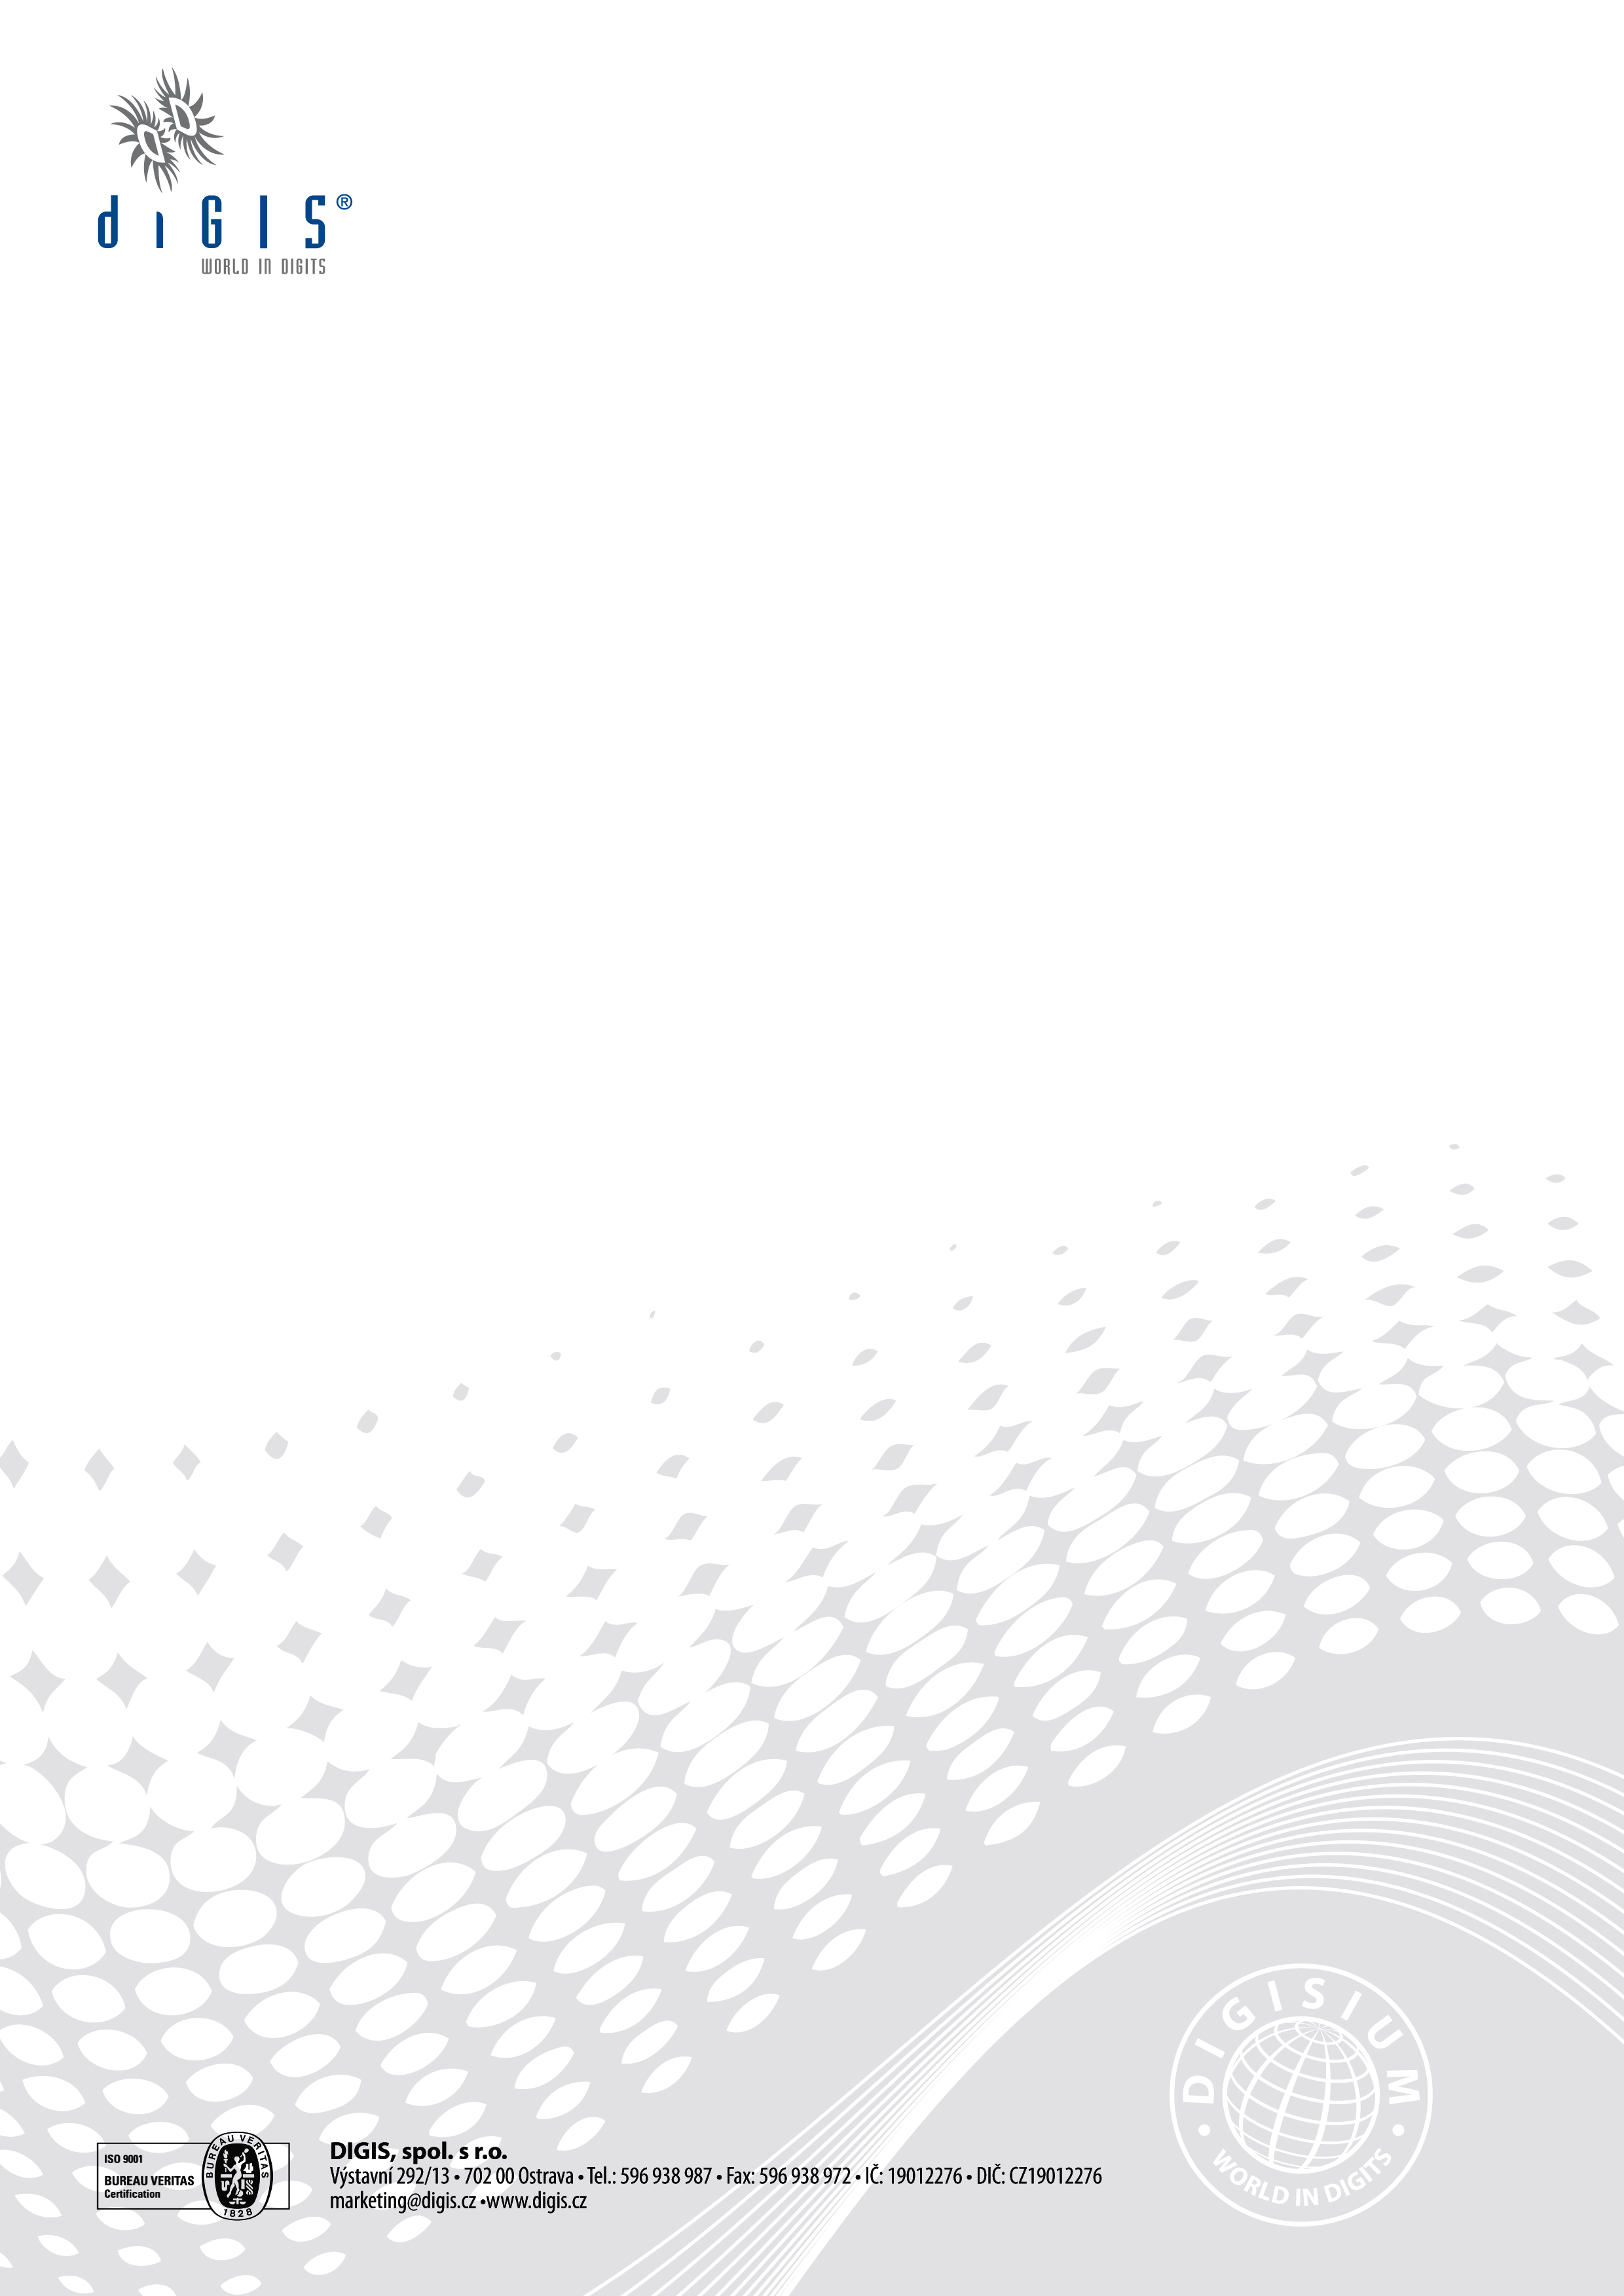 diGIS®
WORLD IN DIGITS
DIGISIUM
WORLD IN DIGITS
ISO 9001
BUREAU VERITAS
Certification
BUREAU VERITAS
1828
DIGIS, spol. s r.o.
Výstavní 292/13 • 702 00 Ostrava • Tel.: 596 938 987 • Fax: 596 938 972 • IČ: 19012276 • DIČ: CZ19012276
marketing@digis.cz •www.digis.cz